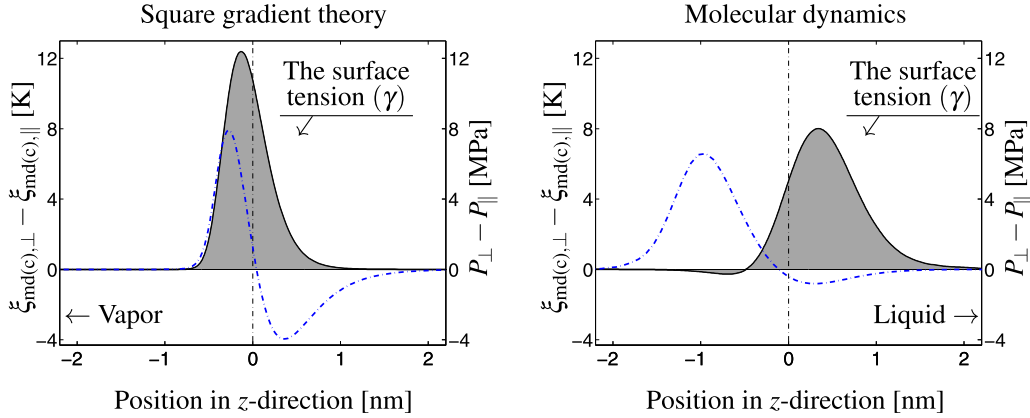 Square gradient theory
ξmd(c),⊥ − ξmd(c),∥ [K]
12
8
4
0
−4
12
8
4
0
−4
P⊥ − P∥ [MPa]
The surface
tension (γ)
← Vapor
−2
−1
0
1
2
Position in z-direction [nm]
Molecular dynamics
ξmd(c),⊥ − ξmd(c),∥ [K]
12
8
4
0
−4
12
8
4
0
−4
P⊥ − P∥ [MPa]
The surface
tension (γ)
Liquid →
−2
−1
0
1
2
Position in z-direction [nm]